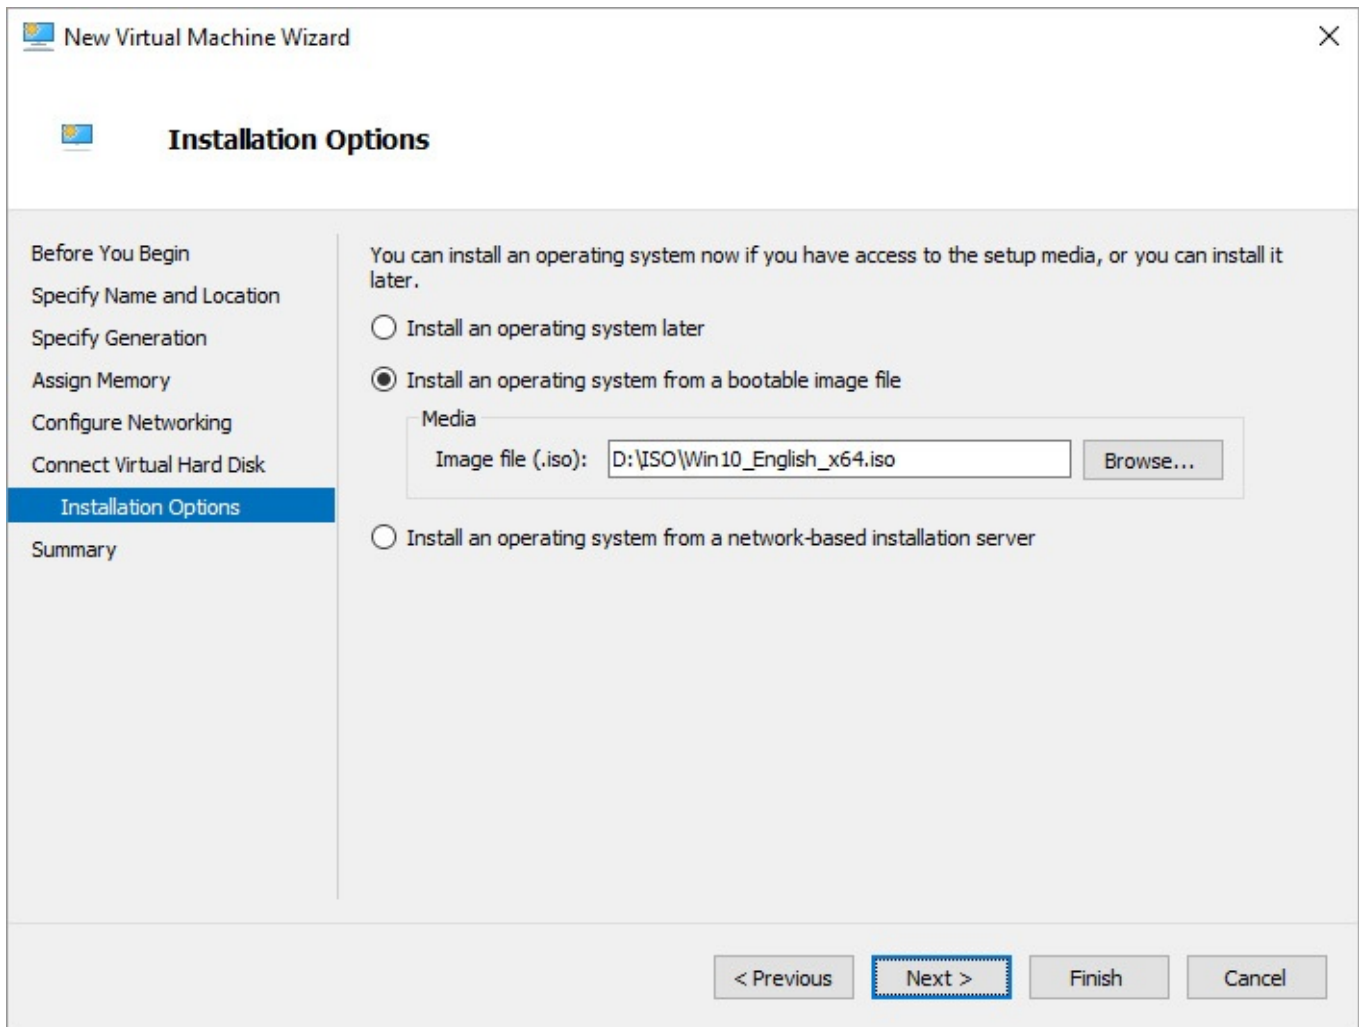 New Virtual Machine Wizard
Installation Options
Before You Begin
Specify Name and Location
Specify Generation
Assign Memory
Configure Networking
Connect Virtual Hard Disk
Installation Options
Summary
You can install an operating system now if you have access to the setup media, or you can install it
later.
Install an operating system later
Install an operating system from a bootable image file
Media
Image file (.iso): D:\ISO\Win10_English_x64.iso Browse...
Install an operating system from a network-based installation server
< Previous Next > Finish Cancel